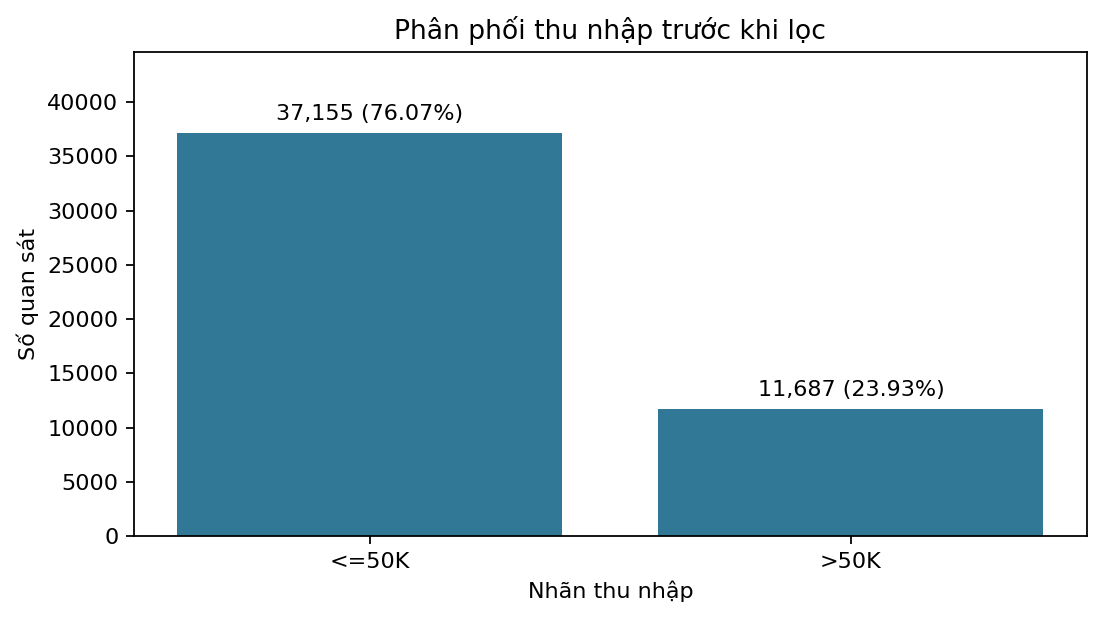 Phân phối thu nhập trước khi lọc
40000
35000
30000
25000
20000
15000
10000
5000
0
Số quan sát
37,155 (76.07%)
11,687 (23.93%)
<=50K
>50K
Nhãn thu nhập